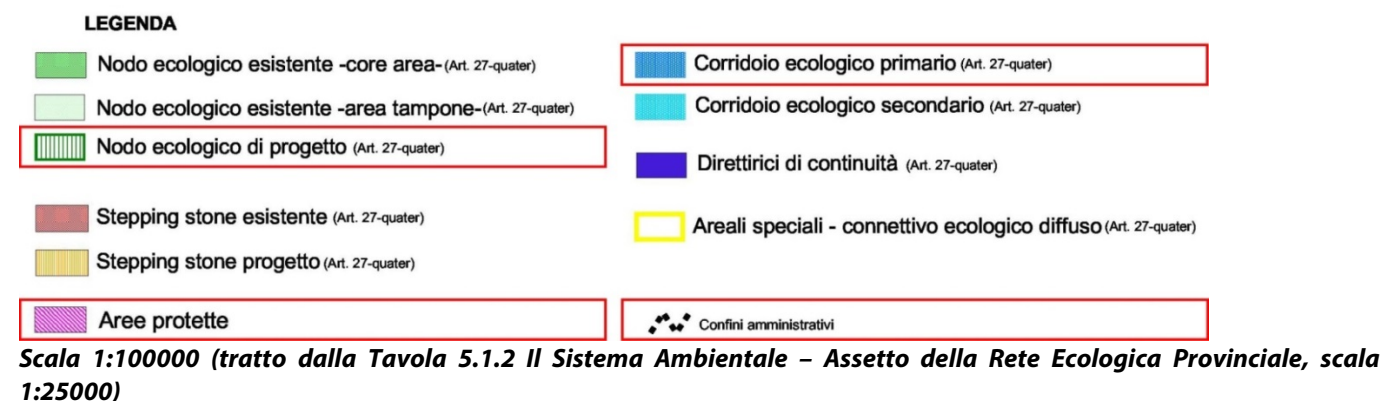 LEGENDA
Nodo ecologico esistente -core area-(Art. 27-quater)
Nodo ecologico esistente -area tampone-(Art. 27-quater)
Nodo ecologico di progetto (Art. 27-quater)
Stepping stone esistente (Art. 27-quater)
Stepping stone progetto (Art. 27-quater)
Aree protette
Corridoio ecologico primario (Art. 27-quater)
Corridoio ecologico secondario (Art. 27-quater)
Direttirici di continuità (Art. 27-quater)
Areali speciali - connettivo ecologico diffuso (Art. 27-quater)
Confini amministrativi
Scala 1:100000 (tratto dalla Tavola 5.1.2 Il Sistema Ambientale – Assetto della Rete Ecologica Provinciale, scala
1:25000)